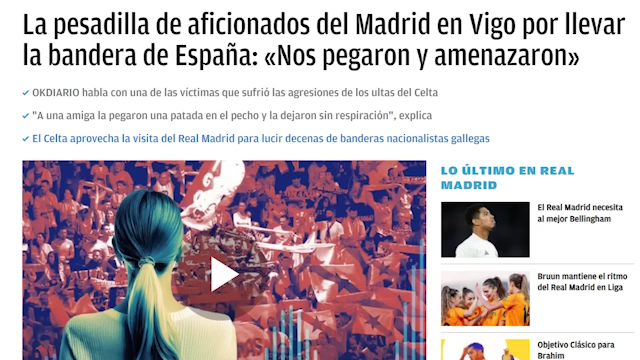 La pesadilla de aficionados del Madrid en Vigo por llevar
la bandera de España: «Nos pegaron y amenazaron»
OKDIARIO habla con una de las víctimas que sufrió las agresiones de los ultas del Celta
"A una amiga la pegaron una patada en el pecho y la dejaron sin respiración", explica
El Celta aprovecha la visita del Real Madrid para lucir decenas de banderas nacionalistas gallegas
LO ÚLTIMO EN REAL
MADRID
El Real Madrid necesita
al mejor Bellingham
Bruun mantiene el ritmo
del Real Madrid en Liga
Objetivo Clásico para
Brahim